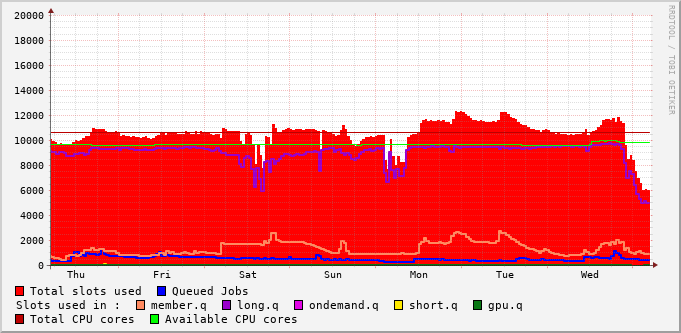 20000
18000
16000
14000
12000
10000
8000
6000
4000
2000
0
Thu Fri Sat Sun Mon Tue Wed
Total slots used Queued Jobs
Slots used in : member.q long.q ondemand.q short.q gpu.q
Total CPU cores Available CPU cores
RRDTOOL / TOBI OETIKER